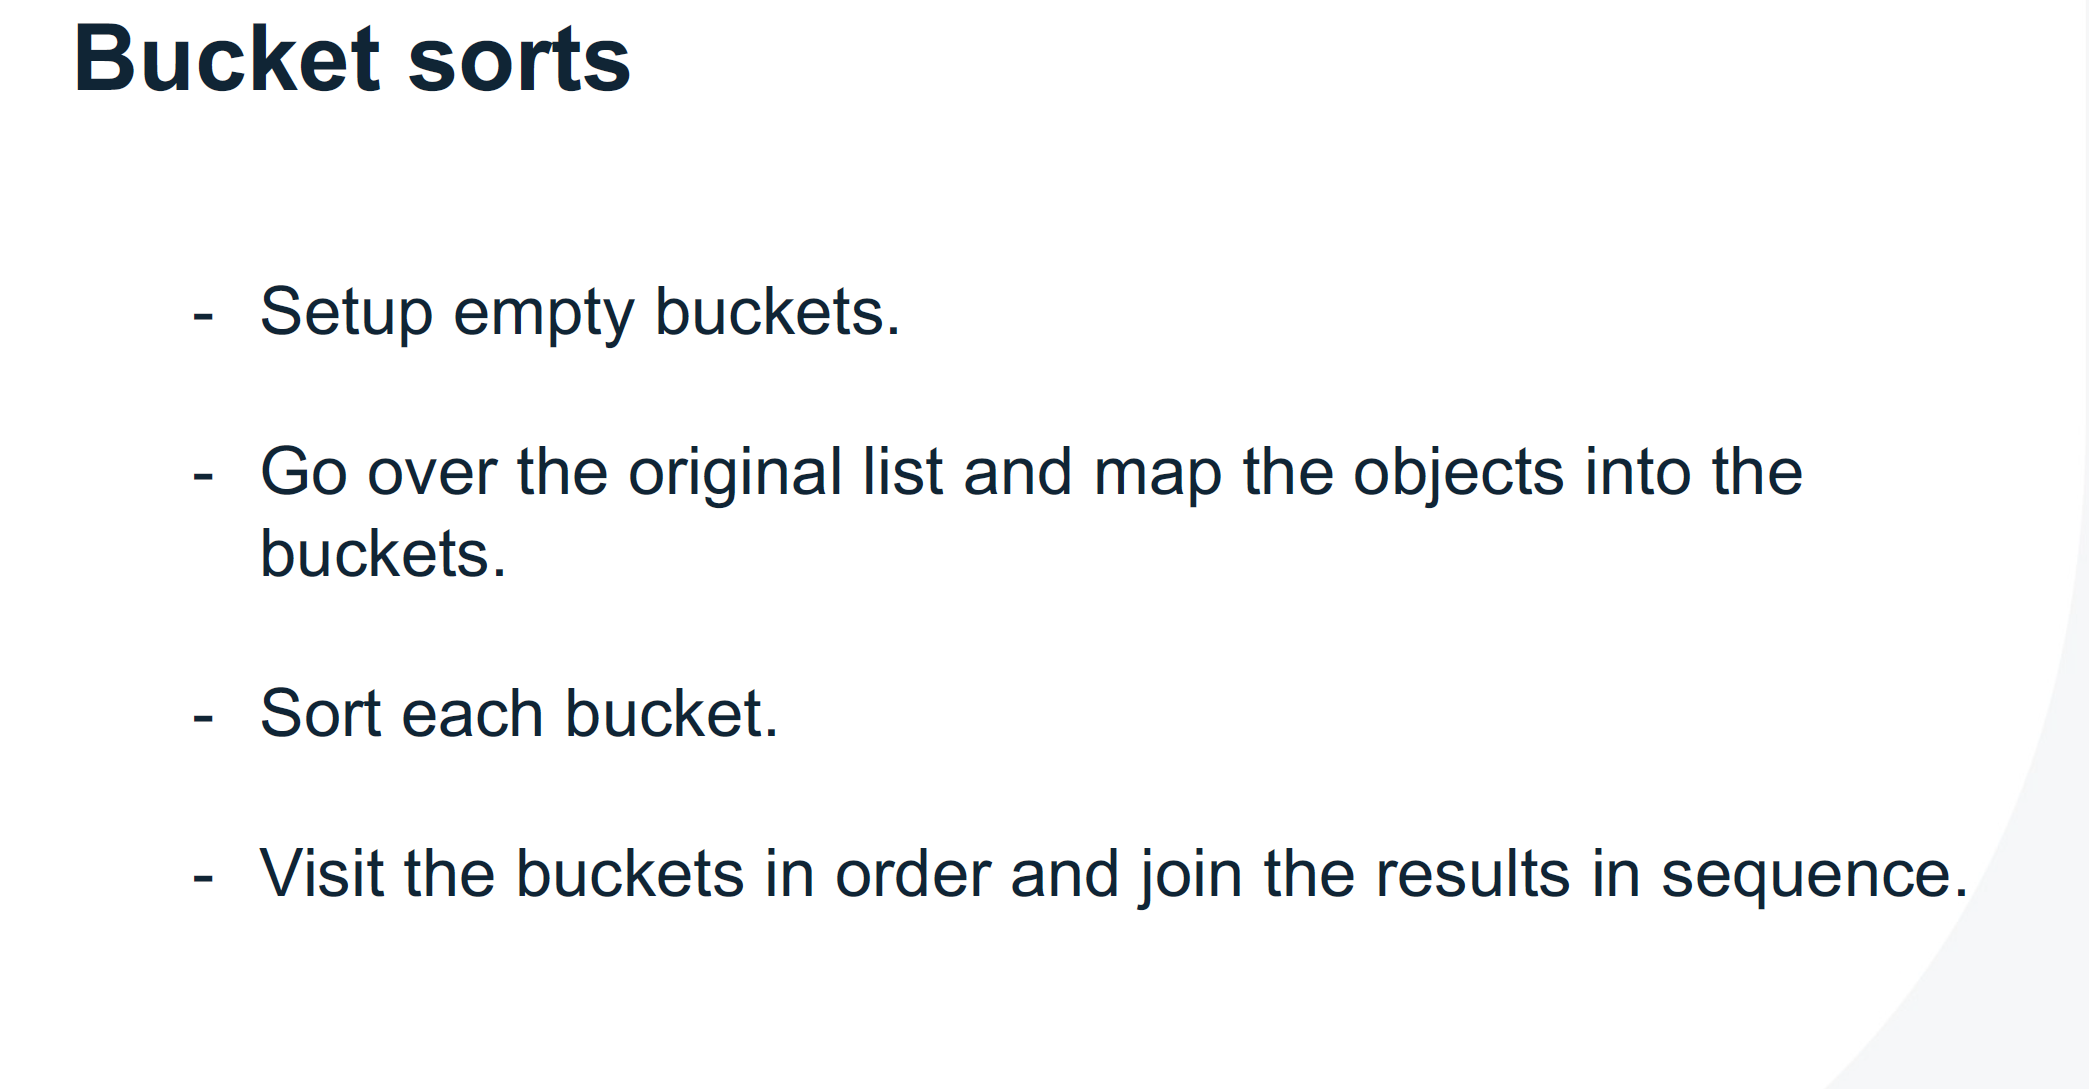 Bucket sorts
- Setup empty buckets.
- Go over the original list and map the objects into the
buckets.
- Sort each bucket.
- Visit the buckets in order and join the results in sequence.